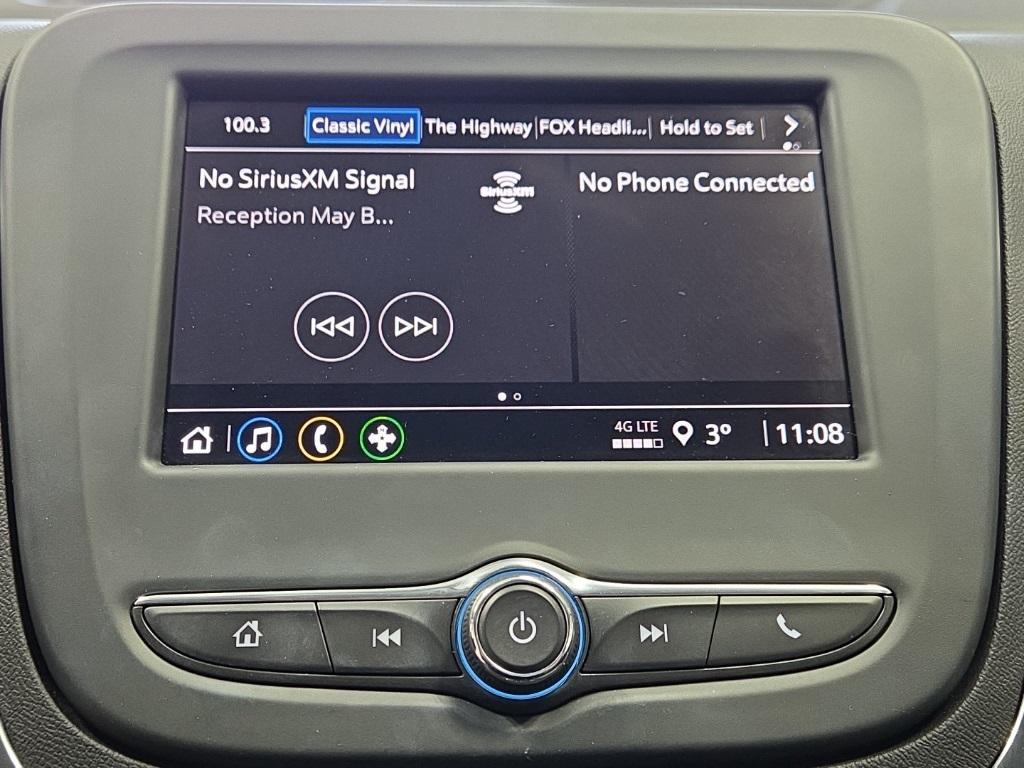 100.3 Classic Vinyl The Highway FOX Headli... Hold to Set
No SiriusXM Signal
SiriusXM
No Phone Connected
Reception May B...
4G LTE
3° 11:08